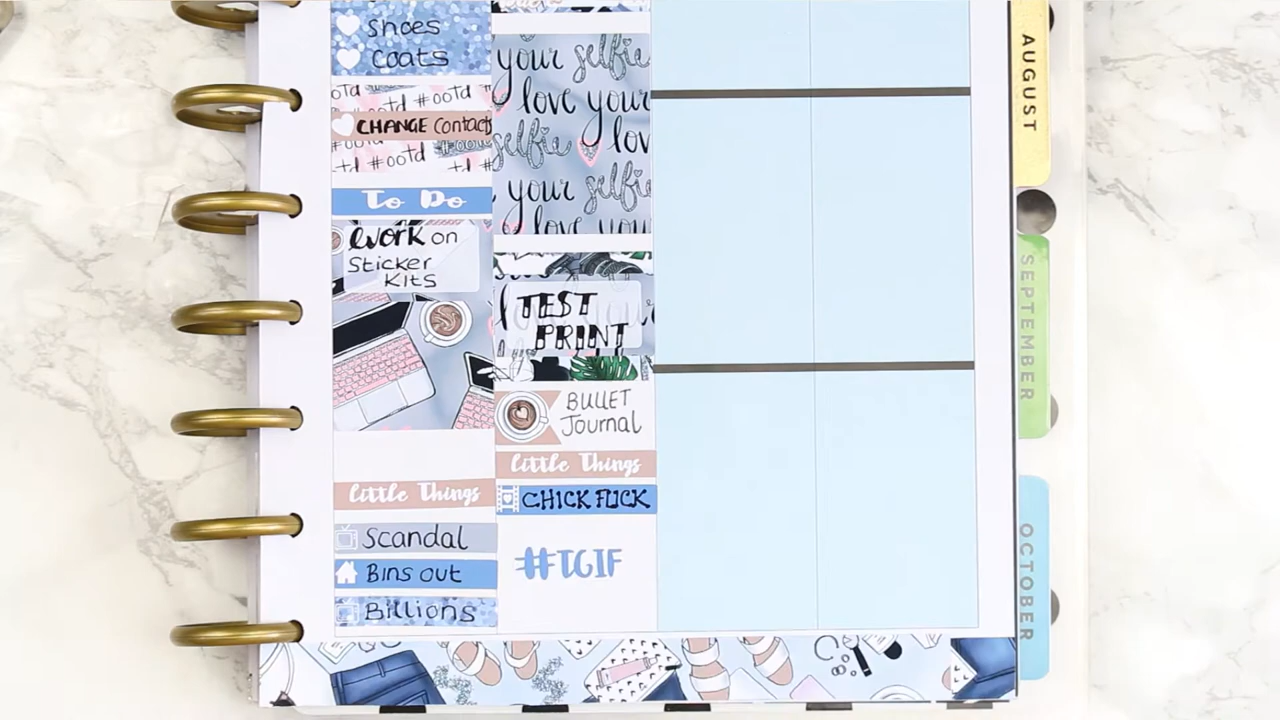 Shoes
Coats
#ootd #ootd
CHANGE Contacts
#ootd
To Do
Work on
Sticker
Kits
Little Things
Scandal
Bins out
Billions
your selfie
love your
selfie love
your selfie
love your
TEST
PRINT
BULLET
Journal
Little Things
CHICK FLICK
#TGIF
AUGUST
SEPTEMBER
OCTOBER